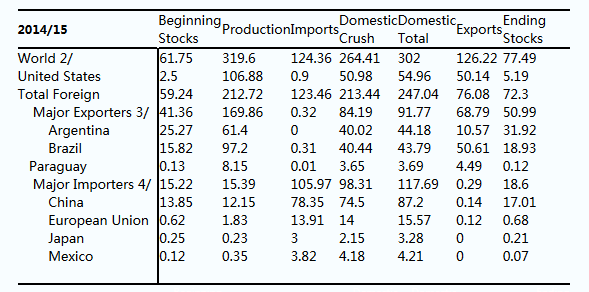 2014/15 Beginning Stocks Production Imports Domestic Crush Domestic Total Exports Ending Stocks
World 2/ 61.75 319.6 124.36 264.41 302 126.22 77.49
United States 2.5 106.88 0.9 50.98 54.96 50.14 5.19
Total Foreign 59.24 212.72 123.46 213.44 247.04 76.08 72.3
Major Exporters 3/ 41.36 169.86 0.32 84.19 91.77 68.79 50.99
Argentina 25.27 61.4 0 40.02 44.18 10.57 31.92
Brazil 15.82 97.2 0.31 40.44 43.79 50.61 18.93
Paraguay 0.13 8.15 0.01 3.65 3.69 4.49 0.12
Major Importers 4/ 15.22 15.39 105.97 98.31 117.69 0.29 18.6
China 13.85 12.15 78.35 74.5 87.2 0.14 17.01
European Union 0.62 1.83 13.91 14 15.57 0.12 0.68
Japan 0.25 0.23 3 2.15 3.28 0 0.21
Mexico 0.12 0.35 3.82 4.18 4.21 0 0.07